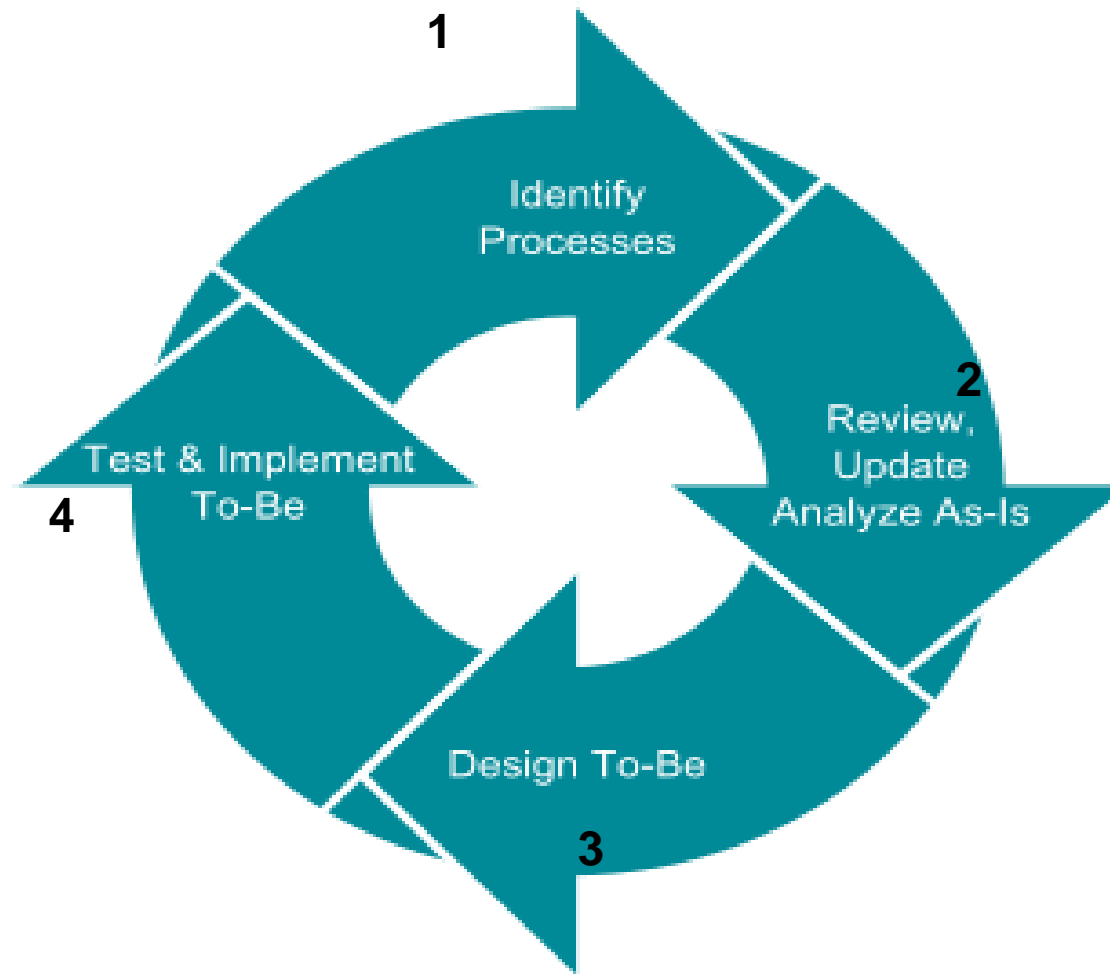 1
Identify
Processes
2
Review,
Update
Analyze As-Is
3
Design To-Be
4
Test & Implement
To-Be